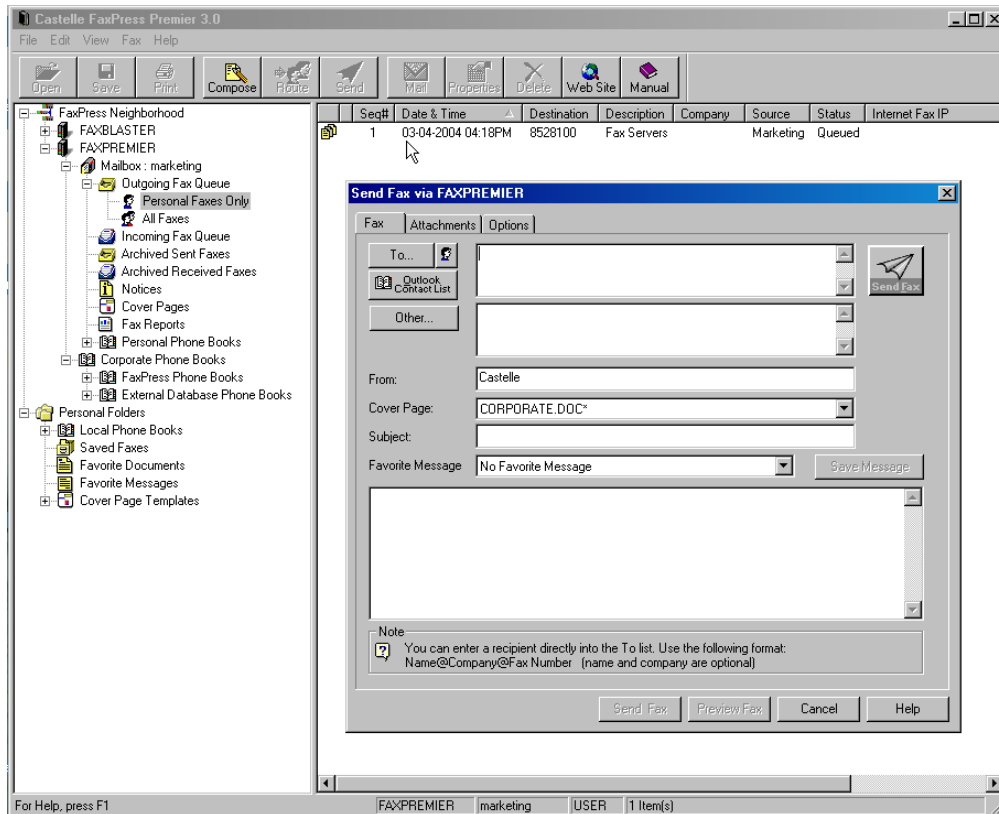 Castelle FaxPress Premier 3.0
File Edit View Fax Help
Open Save Print Compose Route Send Mail Properties Delete Web Site Manual
FaxPress Neighborhood
FAXBLASTER
FAXPREMIER
Mailbox : marketing
Outgoing Fax Queue
Personal Faxes Only
All Faxes
Incoming Fax Queue
Archived Sent Faxes
Archived Received Faxes
Notices
Cover Pages
Fax Reports
Personal Phone Books
Corporate Phone Books
FaxPress Phone Books
External Database Phone Books
Personal Folders
Local Phone Books
Saved Faxes
Favorite Documents
Favorite Messages
Cover Page Templates
Seq# Date & Time Destination Description Company Source Status Internet Fax IP
1 03-04-2004 04:18PM 8528100 Fax Servers Marketing Queued
Send Fax via FAXPREMIER
Fax Attachments Options
To...
Outlook
Contact List
Send Fax
Other...
From: Castelle
Cover Page: CORPORATE.DOC*
Subject:
Favorite Message No Favorite Message Save Message
Note
You can enter a recipient directly into the To list. Use the following format:
Name@Company@Fax Number (name and company are optional)
Send Fax Preview Fax Cancel Help
For Help, press F1 FAXPREMIER marketing USER 1 Item(s)